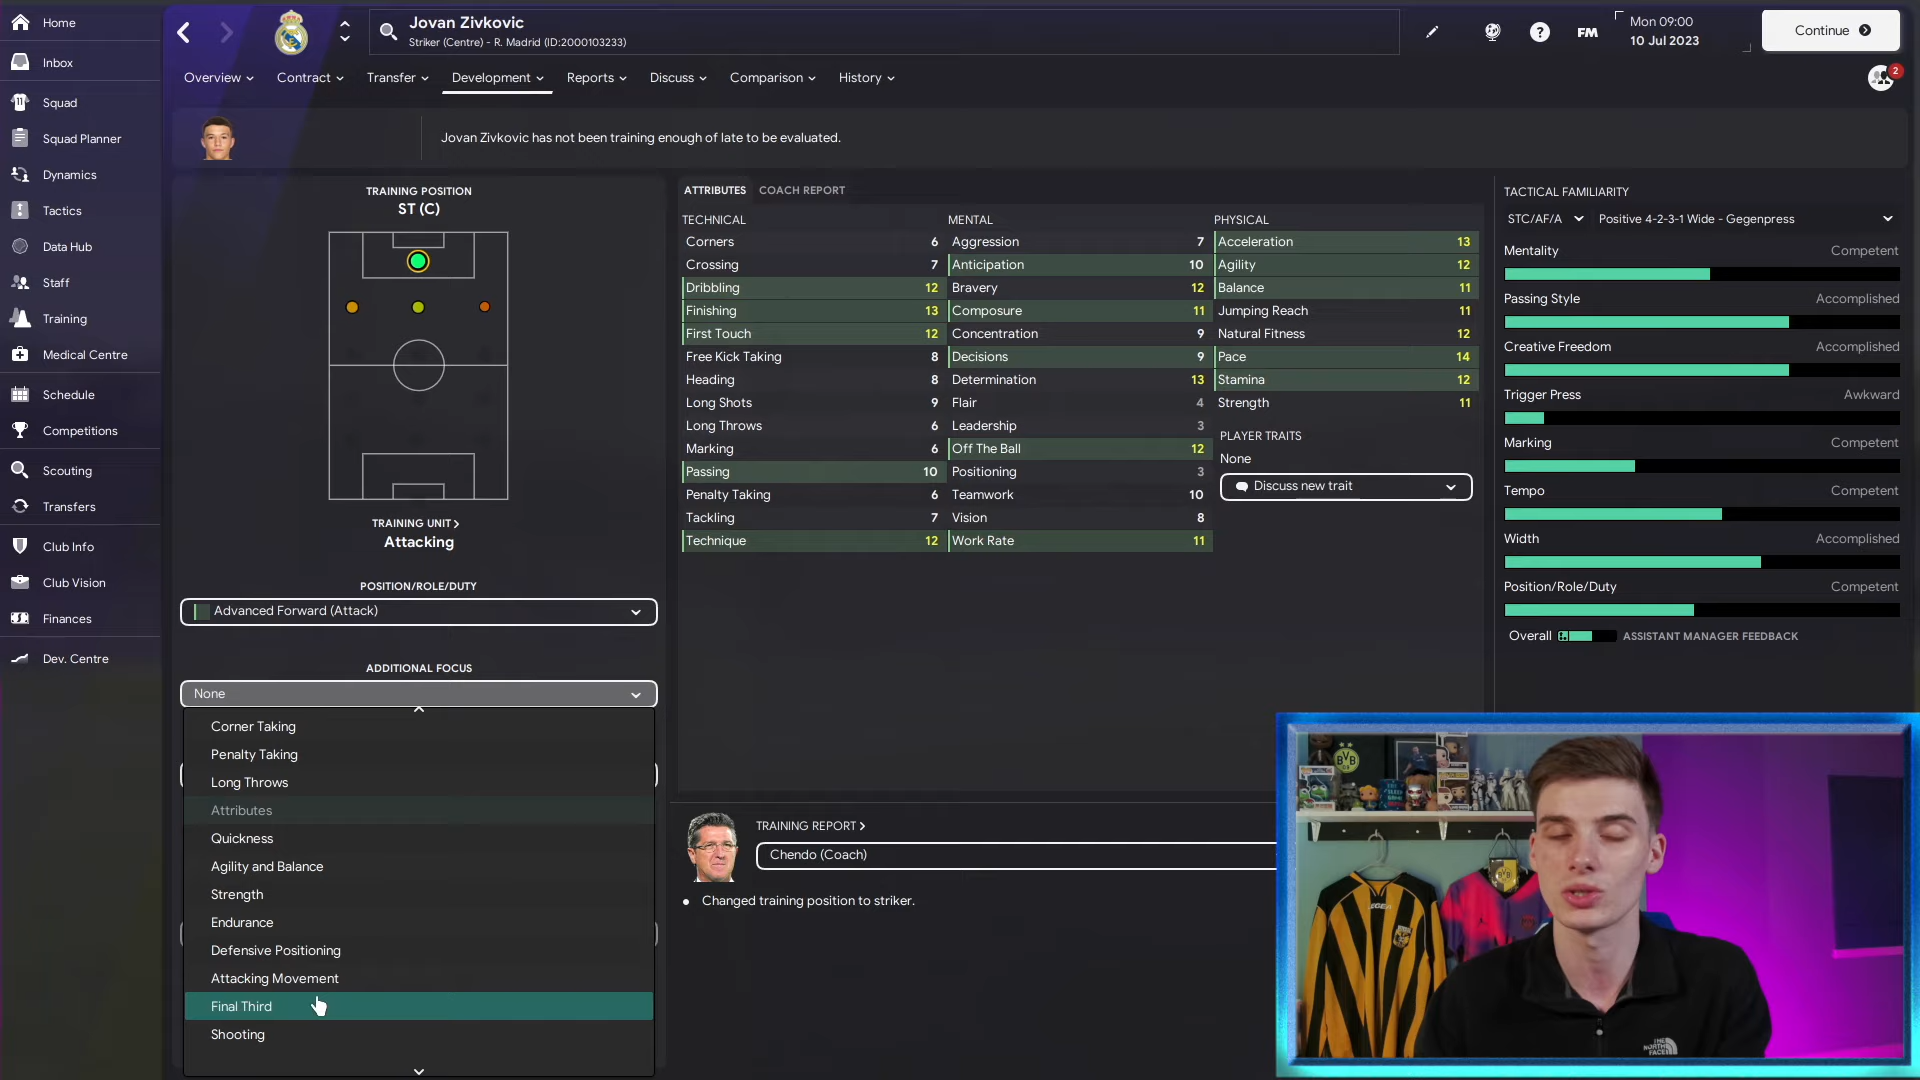 Home
Inbox
Squad
Squad Planner
Dynamics
Tactics
Data Hub
Staff
Training
Medical Centre
Schedule
Competitions
Scouting
Transfers
Club Info
Club Vision
Finances
Dev. Centre
Jovan Zivkovic
Striker (Centre) - R. Madrid (ID:2000103233)
FM
Mon 09:00
10 Jul 2023
Continue
Overview
Contract
Transfer
Development
Reports
Discuss
Comparison
History
2
Jovan Zivkovic has not been training enough of late to be evaluated.
TRAINING POSITION
ST (C)
TRAINING UNIT
Attacking
POSITION/ROLE/DUTY
Advanced Forward (Attack)
ADDITIONAL FOCUS
None
Corner Taking
Penalty Taking
Long Throws
Attributes
Quickness
Agility and Balance
Strength
Endurance
Defensive Positioning
Attacking Movement
Final Third
Shooting
ATTRIBUTES COACH REPORT
TECHNICAL
Corners 6
Crossing 7
Dribbling 12
Finishing 13
First Touch 12
Free Kick Taking 8
Heading 8
Long Shots 9
Long Throws 6
Marking 6
Passing 10
Penalty Taking 6
Tackling 7
Technique 12
MENTAL
Aggression 7
Anticipation 10
Bravery 12
Composure 11
Concentration 9
Decisions 9
Determination 13
Flair 4
Leadership 3
Off The Ball 12
Positioning 3
Teamwork 10
Vision 8
Work Rate 11
PHYSICAL
Acceleration 13
Agility 12
Balance 11
Jumping Reach 11
Natural Fitness 12
Pace 14
Stamina 12
Strength 11
PLAYER TRAITS
None
Discuss new trait
TRAINING REPORT
Chendo (Coach)
Changed training position to striker.
TACTICAL FAMILIARITY
STC/AF/A Positive 4-2-3-1 Wide - Gegenpress
Mentality Competent
Passing Style Accomplished
Creative Freedom Accomplished
Trigger Press Awkward
Marking Competent
Tempo Competent
Width Accomplished
Position/Role/Duty Competent
Overall ASSISTANT MANAGER FEEDBACK
BVB
THE NORTH FACE